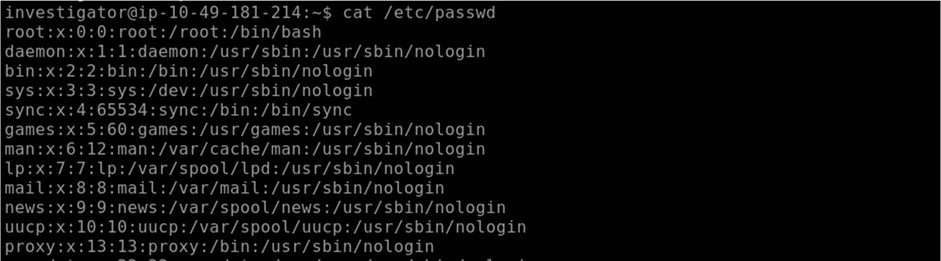 investigator@ip-10-49-181-214:~$ cat /etc/passwd
root:x:0:0:root:/root:/bin/bash
daemon:x:1:1:daemon:/usr/sbin:/usr/sbin/nologin
bin:x:2:2:bin:/bin:/usr/sbin/nologin
sys:x:3:3:sys:/dev:/usr/sbin/nologin
sync:x:4:65534:sync:/bin:/bin/sync
games:x:5:60:games:/usr/games:/usr/sbin/nologin
man:x:6:12:man:/var/cache/man:/usr/sbin/nologin
lp:x:7:7:lp:/var/spool/lpd:/usr/sbin/nologin
mail:x:8:8:mail:/var/mail:/usr/sbin/nologin
news:x:9:9:news:/var/spool/news:/usr/sbin/nologin
uucp:x:10:10:uucp:/var/spool/uucp:/usr/sbin/nologin
proxy:x:13:13:proxy:/bin:/usr/sbin/nologin